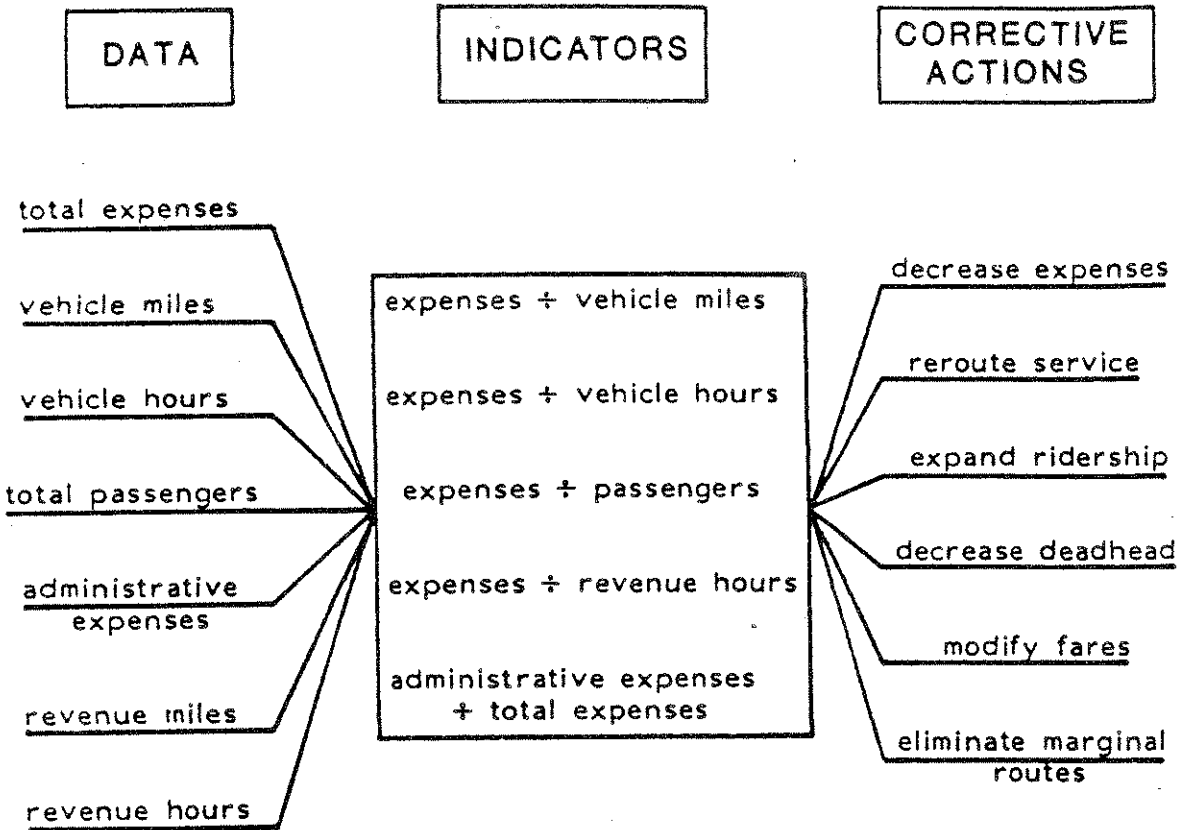 DATA
INDICATORS
CORRECTIVE
ACTIONS
total expenses
vehicle miles
vehicle hours
total passengers
administrative
expenses
revenue miles
revenue hours
expenses ÷ vehicle miles
expenses ÷ vehicle hours
expenses ÷ passengers
expenses ÷ revenue hours
administrative expenses
÷ total expenses
decrease expenses
reroute service
expand ridership
decrease deadhead
modify fares
eliminate marginal
routes